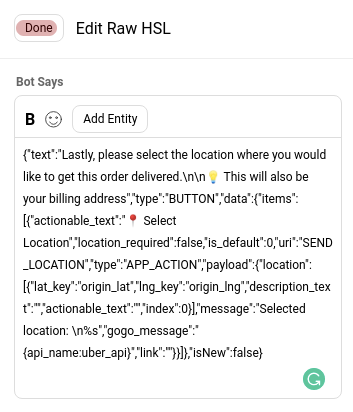 Done Edit Raw HSL
Bot Says
B Add Entity
{"text":"Lastly, please select the location where you would
like to get this order delivered.\n\n💡 This will also be
your billing address","type":"BUTTON","data":{"items":
[{"actionable_text":"📍 Select
Location","location_required":false,"is_default":0,"uri":"SEND
_LOCATION","type":"APP_ACTION","payload":{"location":
[{"lat_key":"origin_lat","lng_key":"origin_lng","description_tex
t":"","actionable_text":"","index":0}],"message":"Selected
location: \n%s","gogo_message":"
{api_name:uber_api}","link":""}}]},"isNew":false}